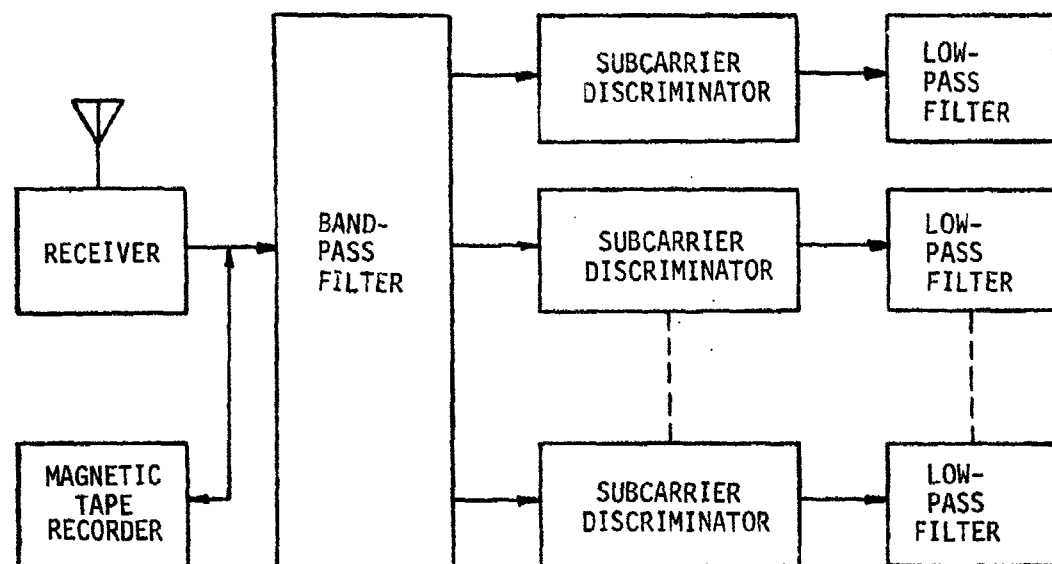 SUBCARRIER
DISCRIMINATOR
LOW-
PASS
FILTER
RECEIVER
BAND-
PASS
FILTER
SUBCARRIER
DISCRIMINATOR
LOW-
PASS
FILTER
MAGNETIC
TAPE
RECORDER
SUBCARRIER
DISCRIMINATOR
LOW-
PASS
FILTER